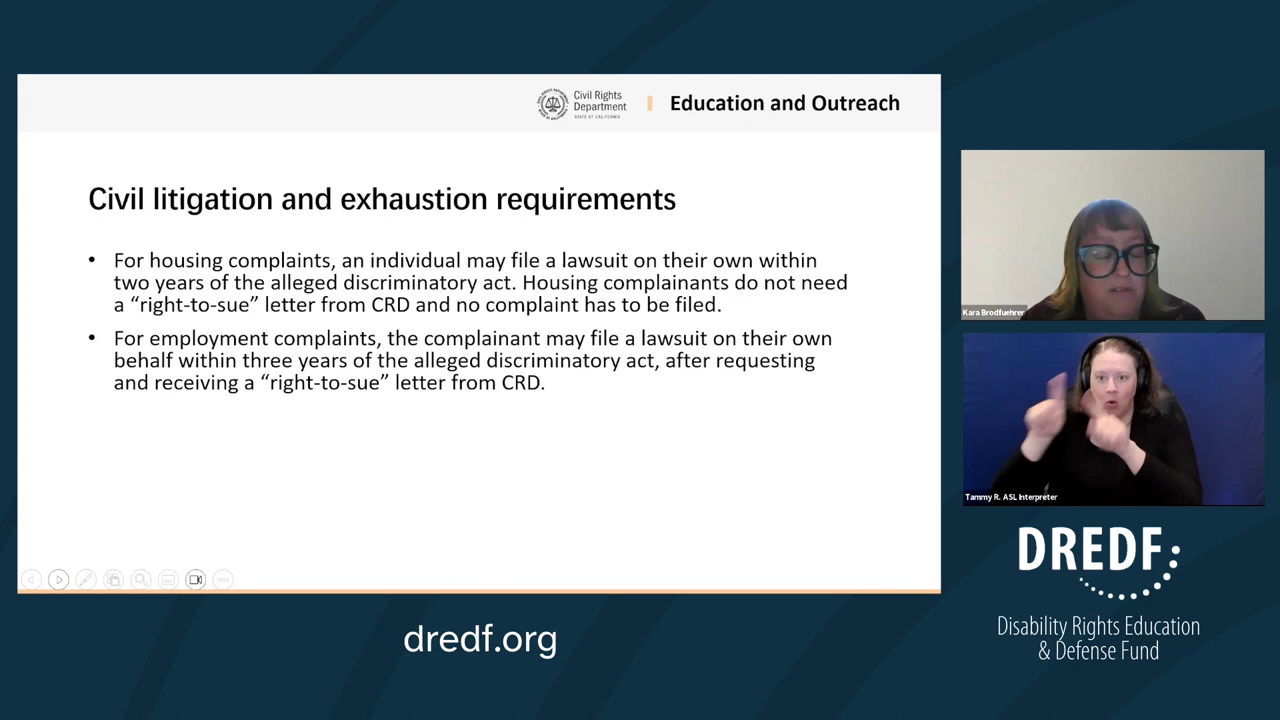 Civil Rights
Department
STATE OF CALIFORNIA
Education and Outreach
Civil litigation and exhaustion requirements
• For housing complaints, an individual may file a lawsuit on their own within
two years of the alleged discriminatory act. Housing complainants do not need
a “right-to-sue” letter from CRD and no complaint has to be filed.
• For employment complaints, the complainant may file a lawsuit on their own
behalf within three years of the alleged discriminatory act, after requesting
and receiving a “right-to-sue” letter from CRD.
Kara Brodfuehrer
Tammy R. ASL Interpreter
DREDF
Disability Rights Education
& Defense Fund
dredf.org